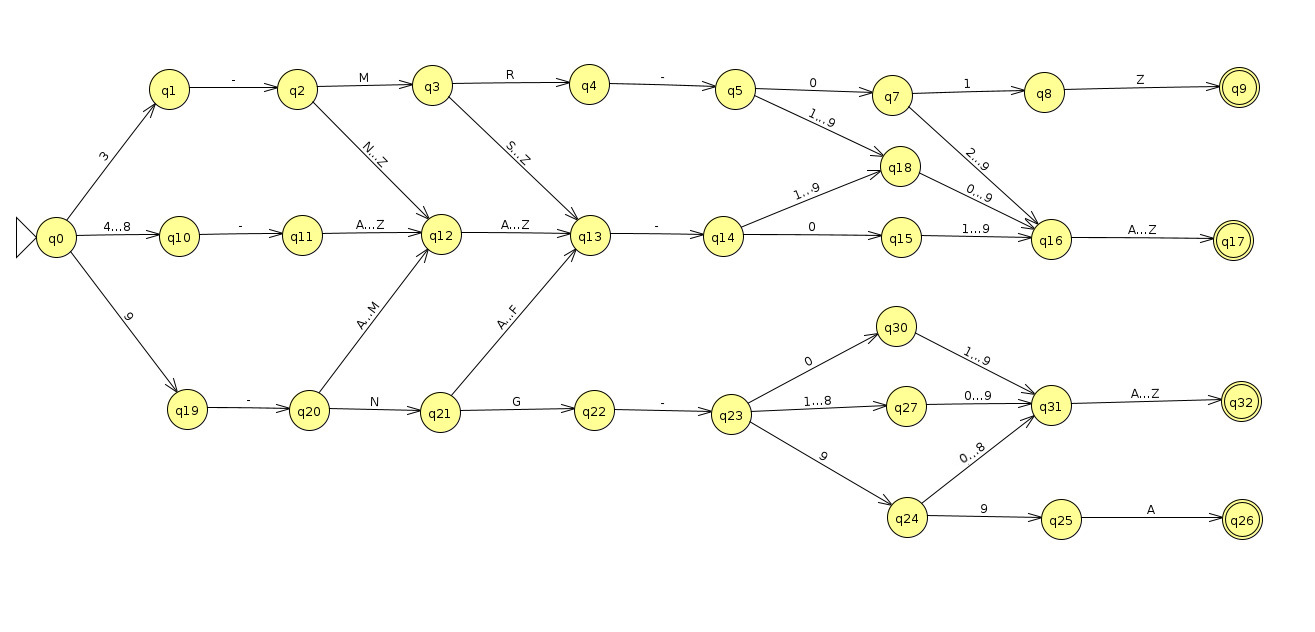 q0
3
4...8
9
q1
-
q2
M
N...Z
q3
R
S...Z
q4
-
q5
0
1...9
q7
1
2...9
q8
Z
q9
q18
0...9
q10
-
q11
A...Z
q12
A...Z
q13
-
q14
1...9
0
q15
1...9
q16
A...Z
q17
q19
-
q20
A...M
N
q21
A...F
G
q22
-
q23
0
1...8
9
q30
1...9
q27
0...9
q31
A...Z
q32
q24
0...8
9
q25
A
q26